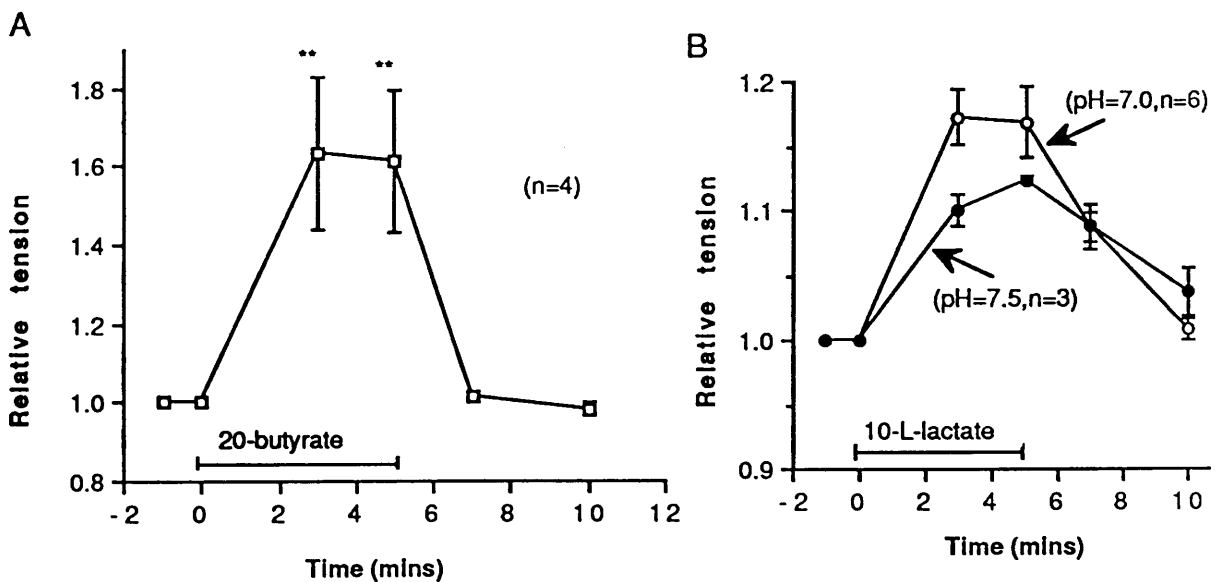 A
** **
1.8
1.6
1.4
1.2
1.0
0.8
Relative tension
(n=4)
20-butyrate
-2 0 2 4 6 8 10 12
Time (mins)
B
1.2
1.1
1.0
0.9
Relative tension
(pH=7.0,n=6)
(pH=7.5,n=3)
10-L-lactate
-2 0 2 4 6 8 10
Time (mins)